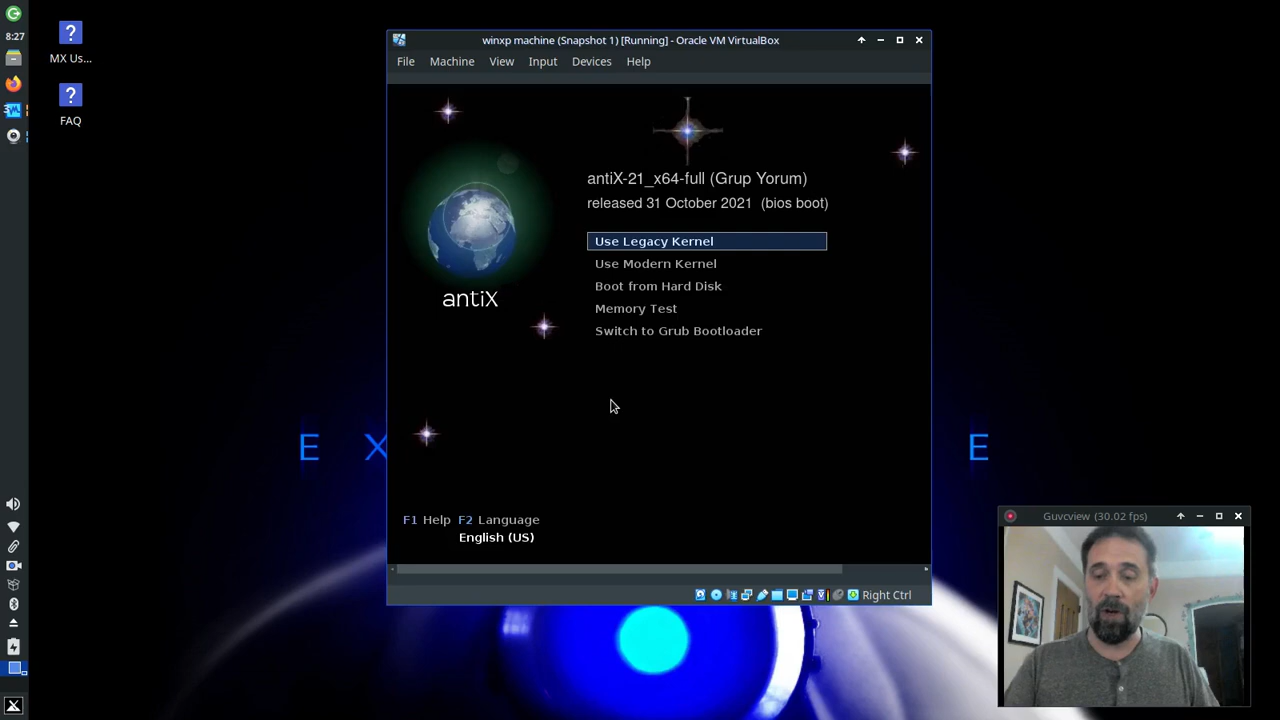 8:27
MX Us...
FAQ
winxp machine (Snapshot 1) [Running] - Oracle VM VirtualBox
File Machine View Input Devices Help
antiX-21_x64-full (Grup Yorum)
released 31 October 2021 (bios boot)
Use Legacy Kernel
Use Modern Kernel
Boot from Hard Disk
Memory Test
Switch to Grub Bootloader
antiX
E X E
F1 Help F2 Language
English (US)
Right Ctrl
Guvcview (30.02 fps)